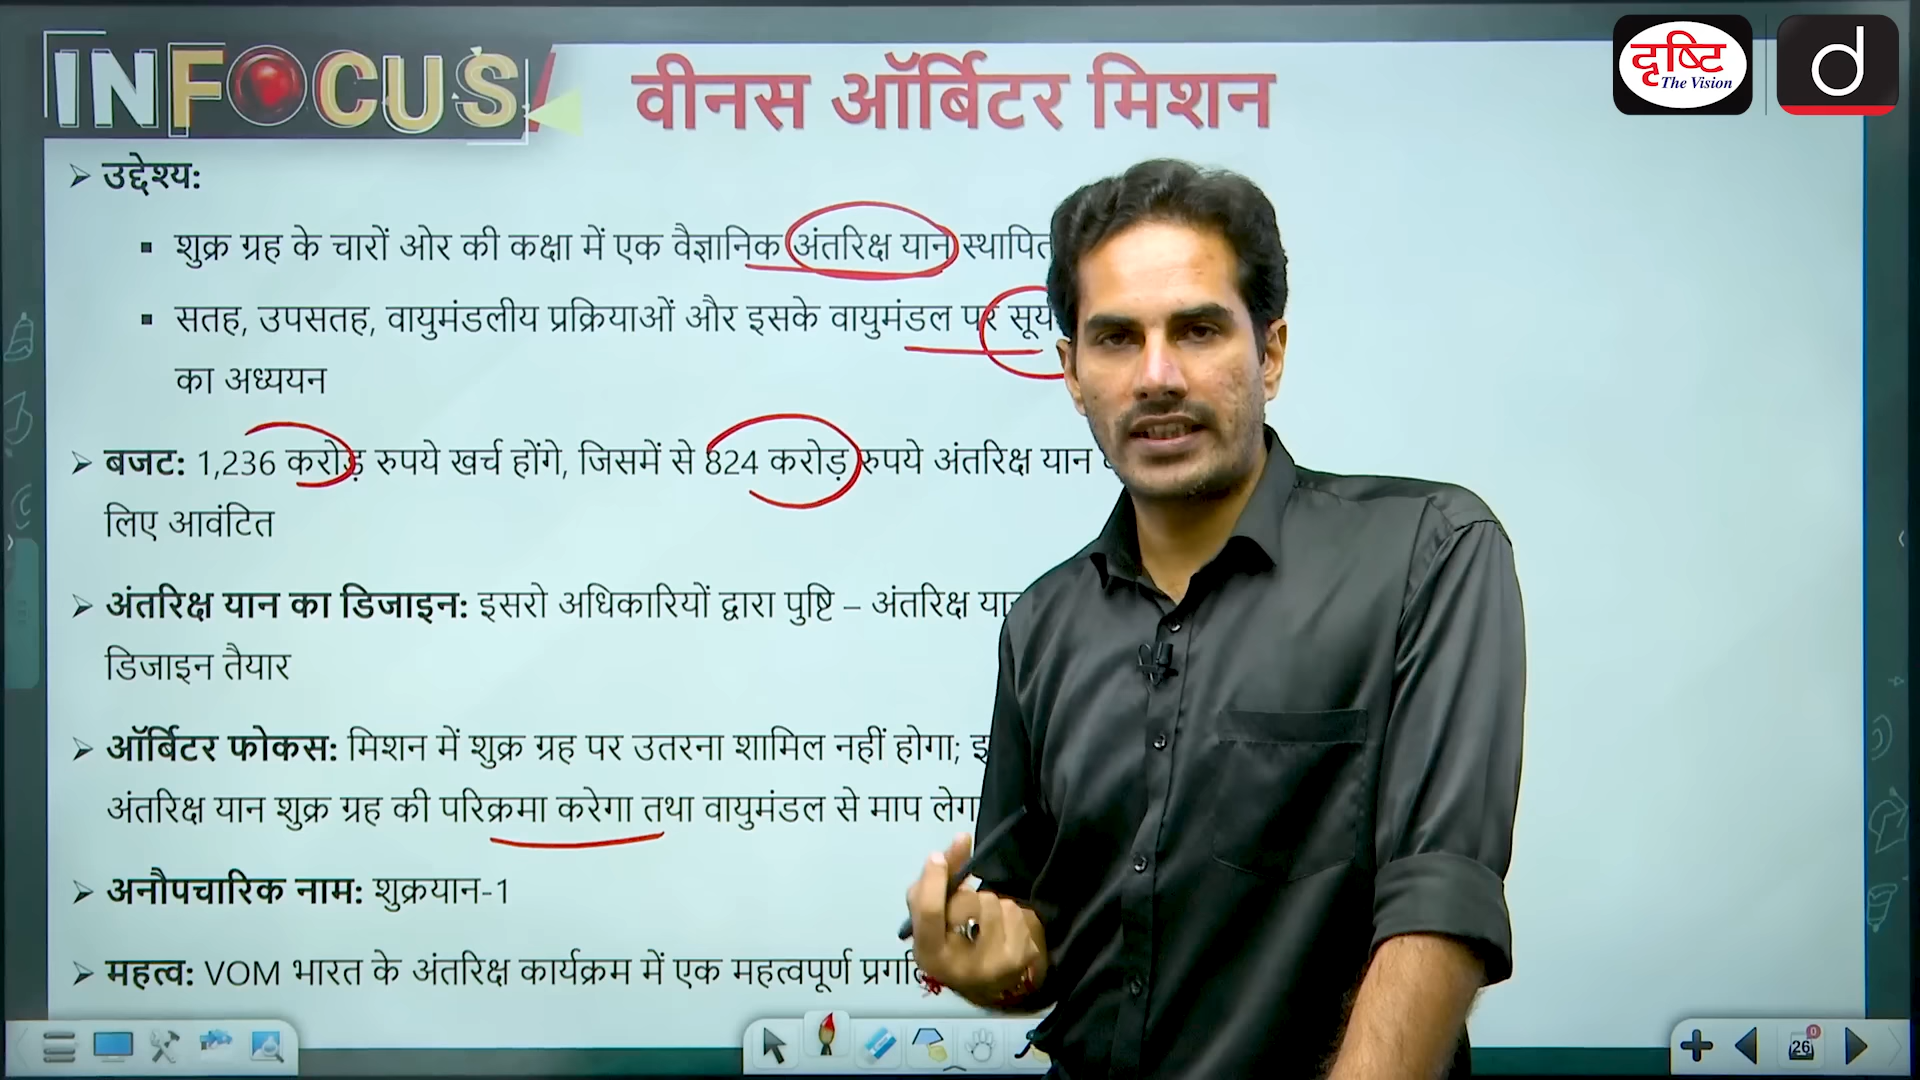 INFOCUS
वीनस ऑर्बिटर मिशन
दृष्टि
The Vision
d
उद्देश्य:
शुक्र ग्रह के चारों ओर की कक्षा में एक वैज्ञानिक अंतरिक्ष यान स्थापित
सतह, उपसतह, वायुमंडलीय प्रक्रियाओं और इसके वायुमंडल पर
का अध्ययन
बजट: 1,236 करोड़ रुपये खर्च होंगे, जिसमें से 824 करोड़ रुपये अंतरिक्ष यान
लिए आवंटित
अंतरिक्ष यान का डिजाइन: इसरो अधिकारियों द्वारा पुष्टि – अंतरिक्ष
डिजाइन तैयार
ऑर्बिटर फोकस: मिशन में शुक्र ग्रह पर उतरना शामिल नहीं होगा;
अंतरिक्ष यान शुक्र ग्रह की परिक्रमा करेगा तथा वायुमंडल से माप लेगा
अनौपचारिक नाम: शुक्रयान-1
महत्व: VOM भारत के अंतरिक्ष कार्यक्रम में एक महत्वपूर्ण
26
0